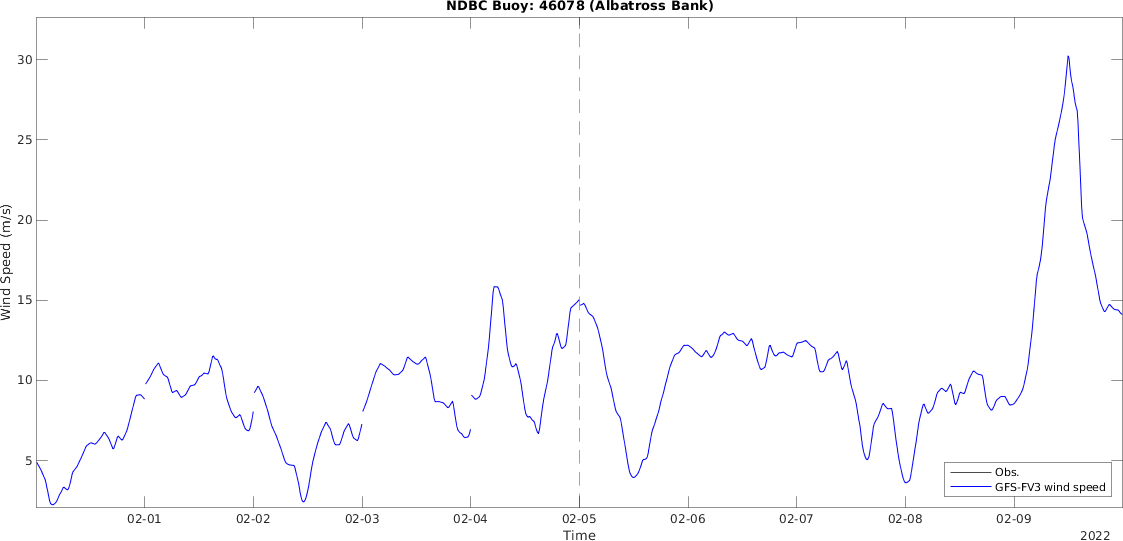 NDBC Buoy: 46078 (Albatross Bank)
Wind Speed (m/s)
30
25
20
15
10
5
02-01 02-02 02-03 02-04 02-05 02-06 02-07 02-08 02-09
Time
2022
Obs.
GFS-FV3 wind speed